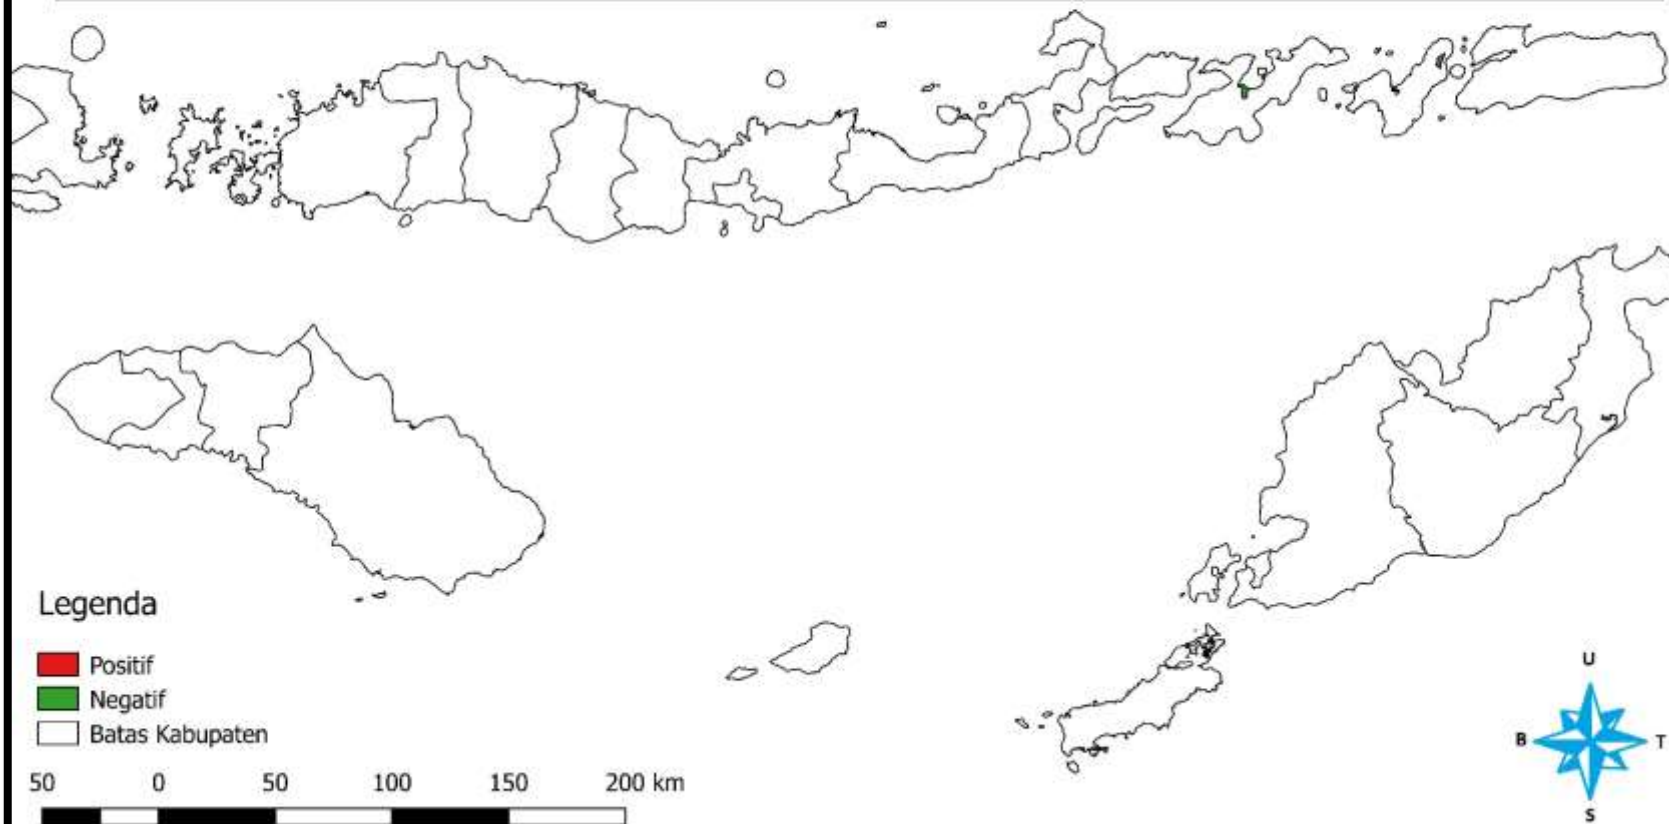 Legenda
Positif
Negatif
Batas Kabupaten
50 0 50 100 150 200 km
U
B T
S